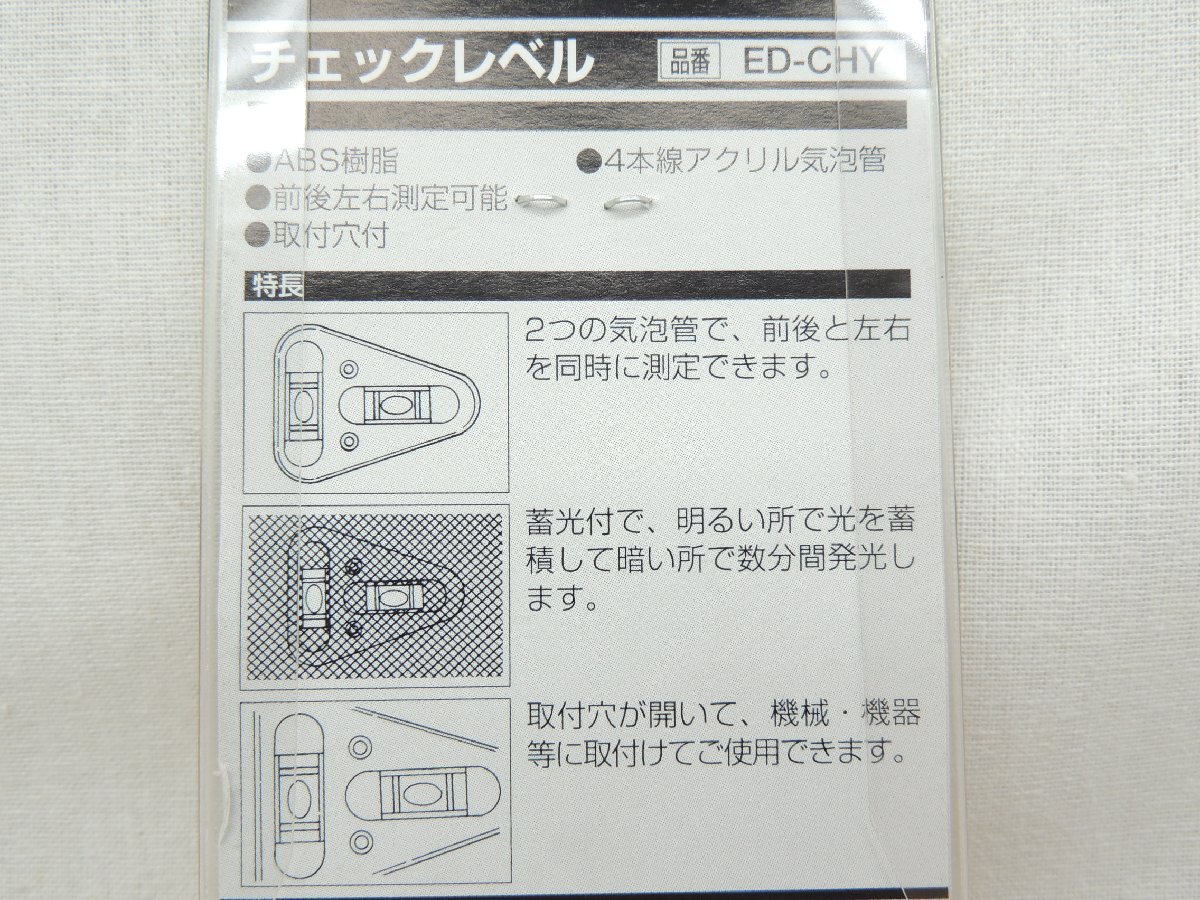 チェックレベル 品番 ED-CHY
●ABS樹脂 ●4本線アクリル気泡管
●前後左右測定可能
●取付穴付
特長
2つの気泡管で、前後と左右
を同時に測定できます。
蓄光付で、明るい所で光を蓄
積して暗い所で数分間発光し
ます。
取付穴が開いて、機械・機器
等に取付けてご使用できます。